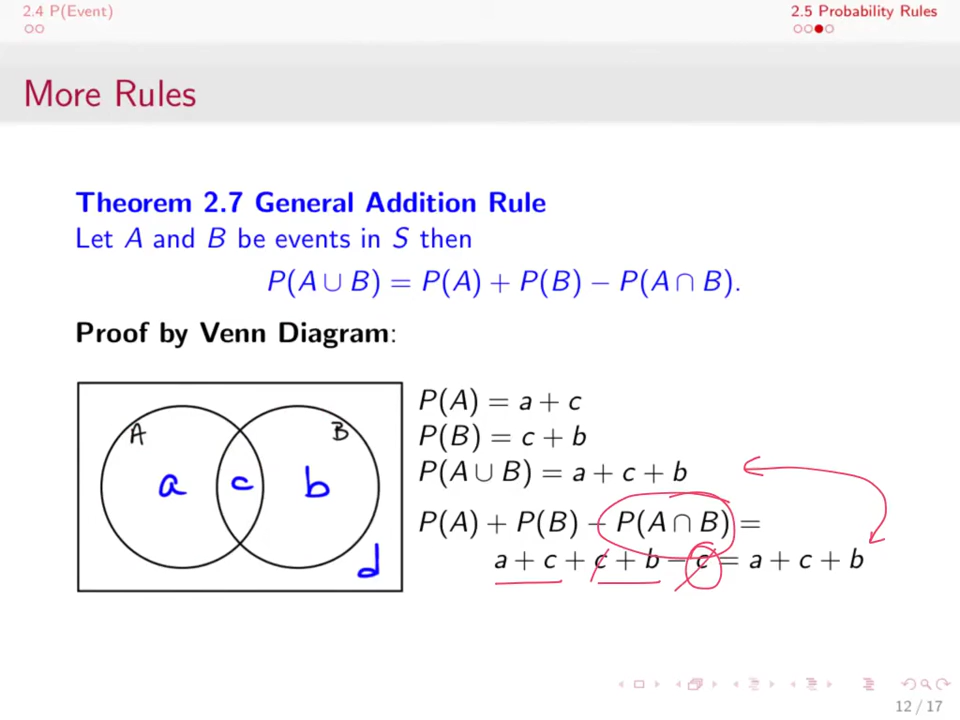 2.4 P(Event)
2.5 Probability Rules
More Rules
Theorem 2.7 General Addition Rule
Let A and B be events in S then
P(A ∪ B) = P(A) + P(B) − P(A ∩ B).
Proof by Venn Diagram:
A
B
a
c
b
d
P(A) = a + c
P(B) = c + b
P(A ∪ B) = a + c + b
P(A) + P(B) − P(A ∩ B) =
a + c + c + b − c = a + c + b
12 / 17